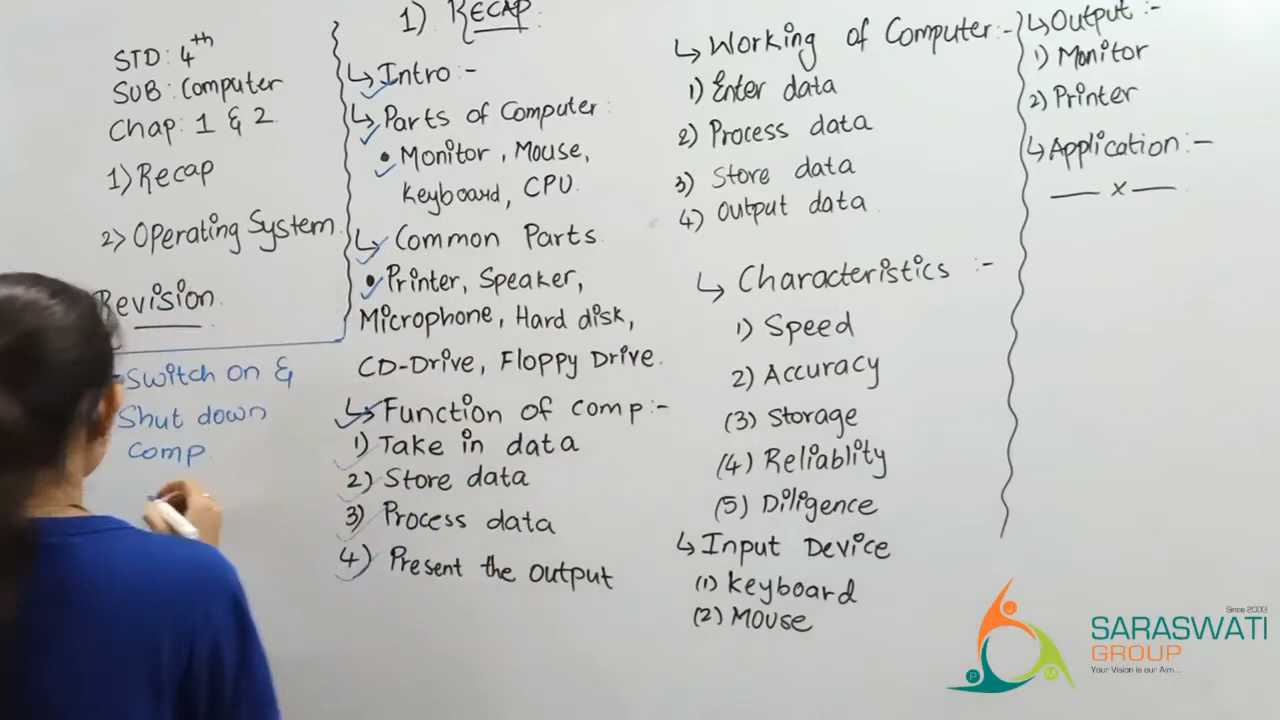 STD: 4th
SUB: Computer
Chap: 1 & 2
1) Recap
2) Operating System
Revision
Switch on &
Shut down
comp
1) RECAP
↳ Intro :-
↳ Parts of Computer:
• Monitor, Mouse,
Keyboard, CPU.
↳ Common Parts
• Printer, Speaker,
Microphone, Hard disk,
CD-Drive, Floppy Drive.
↳ Function of comp:-
1) Take in data
2) Store data
3) Process data
4) Present the output
↳ Working of Computer:-
1) Enter data
2) Process data
3) Store data
4) Output data
↳ Characteristics :-
1) Speed
2) Accuracy
(3) Storage
(4) Reliablity
(5) Diligence
↳ Input Device
(1) Keyboard
(2) Mouse
↳ Output :-
1) Monitor
2) Printer
↳ Application :-
— x —
Since 2003
SARASWATI
GROUP
Your Vision is our Aim...
J
P
M